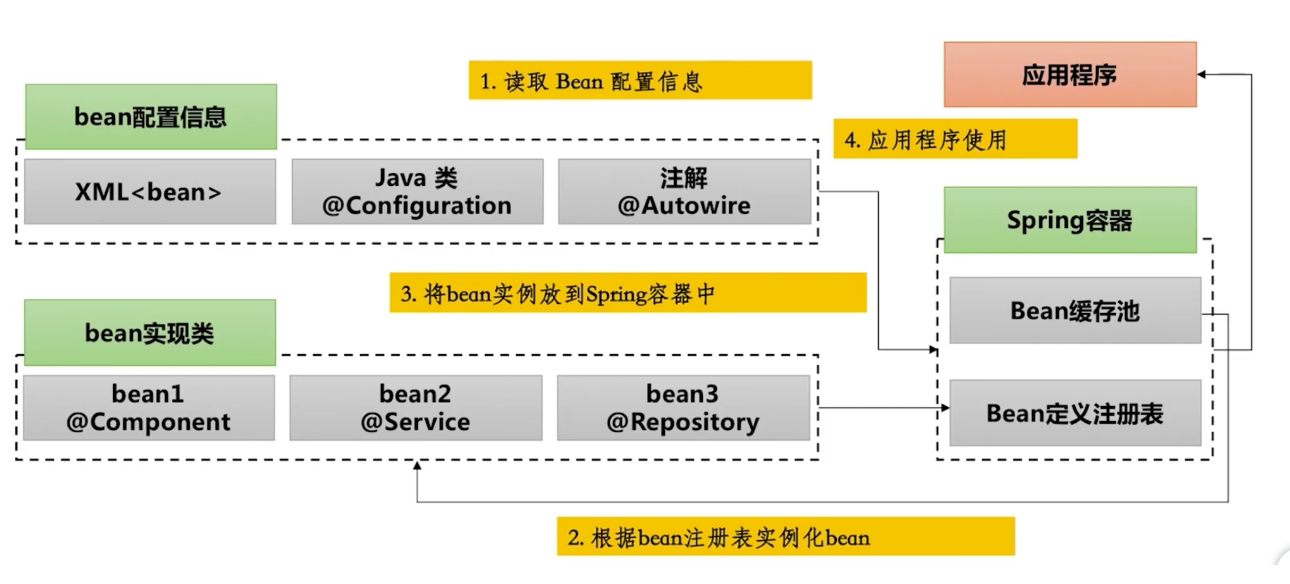 1. 读取 Bean 配置信息
应用程序
bean配置信息
4. 应用程序使用
XML<bean>
Java 类
@Configuration
注解
@Autowire
Spring容器
3. 将bean实例放到Spring容器中
Bean缓存池
bean实现类
bean1
@Component
bean2
@Service
bean3
@Repository
Bean定义注册表
2. 根据bean注册表实例化bean